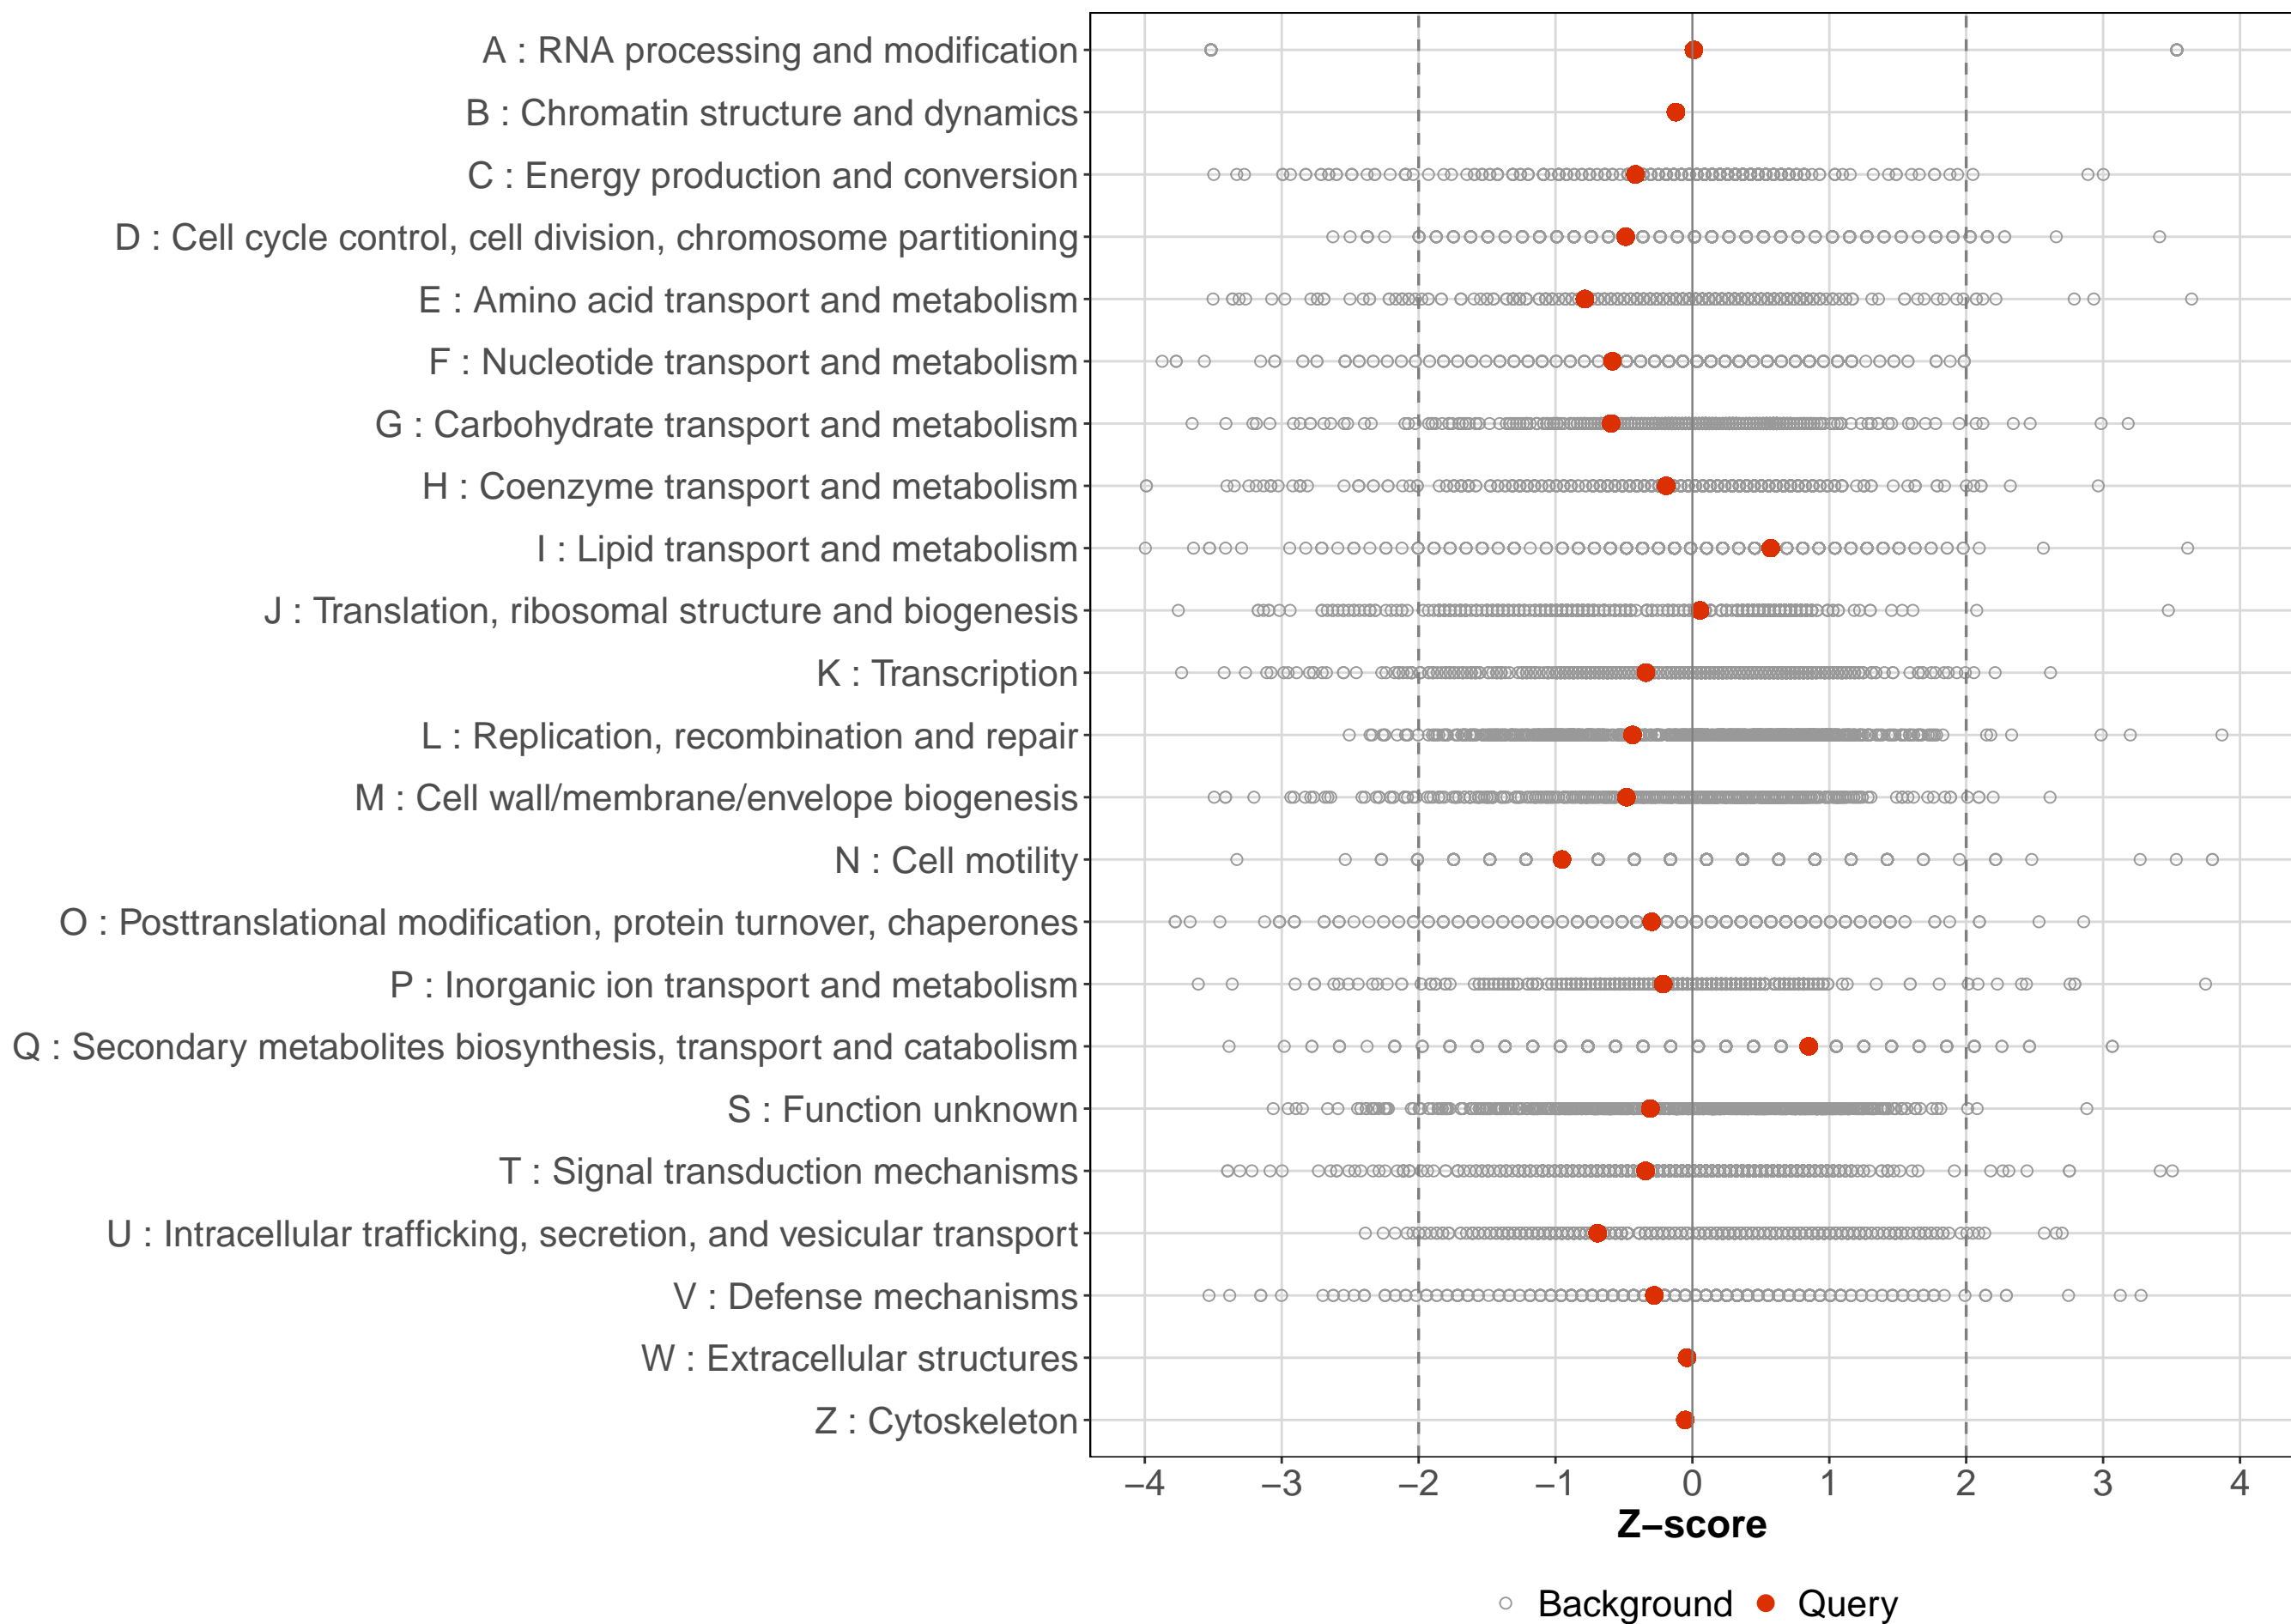 A : RNA processing and modification
B : Chromatin structure and dynamics
C : Energy production and conversion
D : Cell cycle control, cell division, chromosome partitioning
E : Amino acid transport and metabolism
F : Nucleotide transport and metabolism
G : Carbohydrate transport and metabolism
H : Coenzyme transport and metabolism
I : Lipid transport and metabolism
J : Translation, ribosomal structure and biogenesis
K : Transcription
L : Replication, recombination and repair
M : Cell wall/membrane/envelope biogenesis
N : Cell motility
O : Posttranslational modification, protein turnover, chaperones
P : Inorganic ion transport and metabolism
Q : Secondary metabolites biosynthesis, transport and catabolism
S : Function unknown
T : Signal transduction mechanisms
U : Intracellular trafficking, secretion, and vesicular transport
V : Defense mechanisms
W : Extracellular structures
Z : Cytoskeleton
−4 −3 −2 −1 0 1 2 3 4
Z−score
Background Query